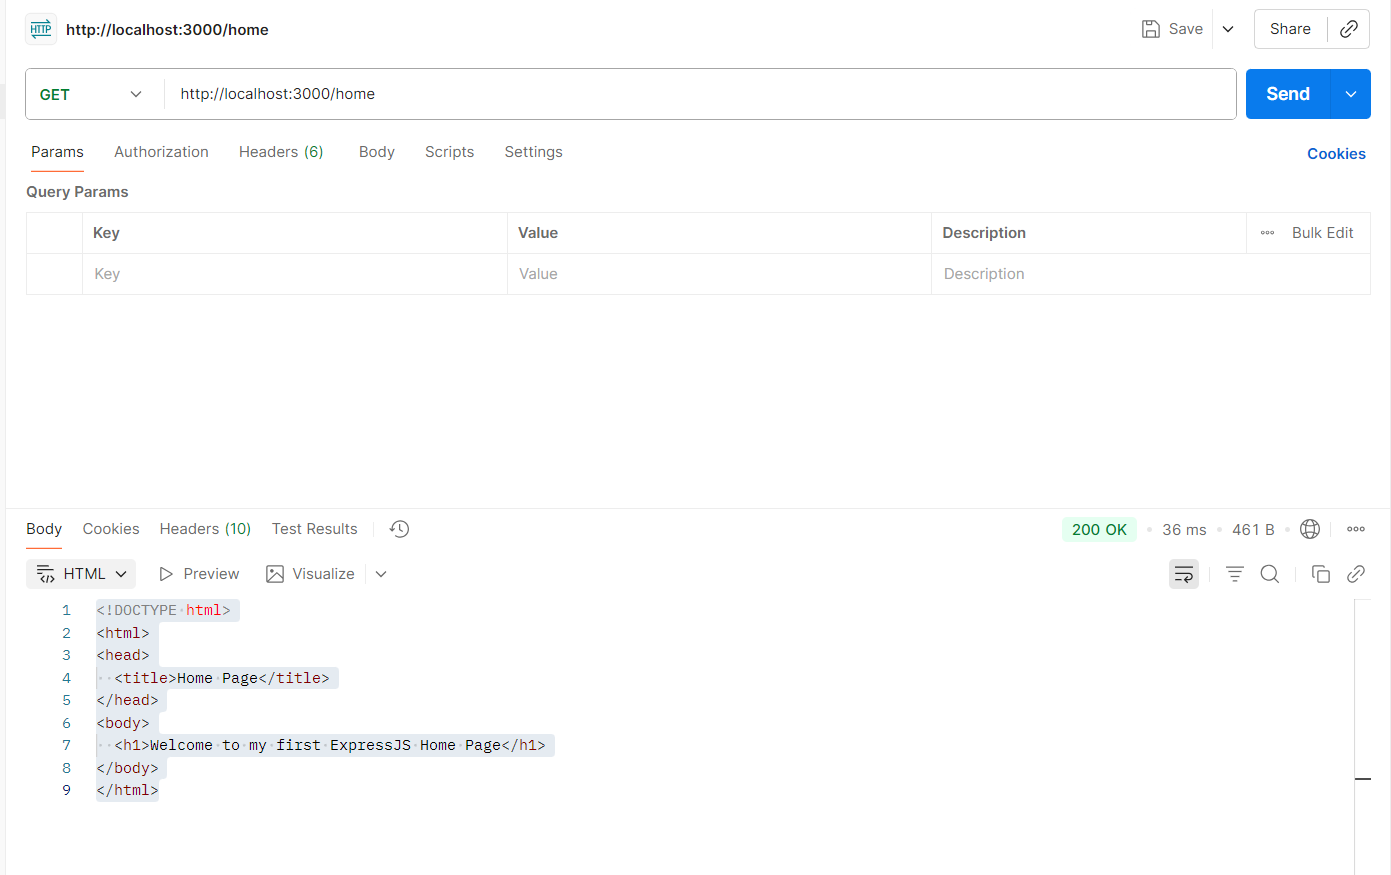 HTTP http://localhost:3000/home Save Share
GET http://localhost:3000/home Send
Params Authorization Headers (6) Body Scripts Settings Cookies
Query Params
Key Value Description Bulk Edit
Key Value Description
Body Cookies Headers (10) Test Results 200 OK 36 ms 461 B
HTML Preview Visualize
1 <!DOCTYPE html>
2 <html>
3 <head>
4 <title>Home Page</title>
5 </head>
6 <body>
7 <h1>Welcome to my first ExpressJS Home Page</h1>
8 </body>
9 </html>